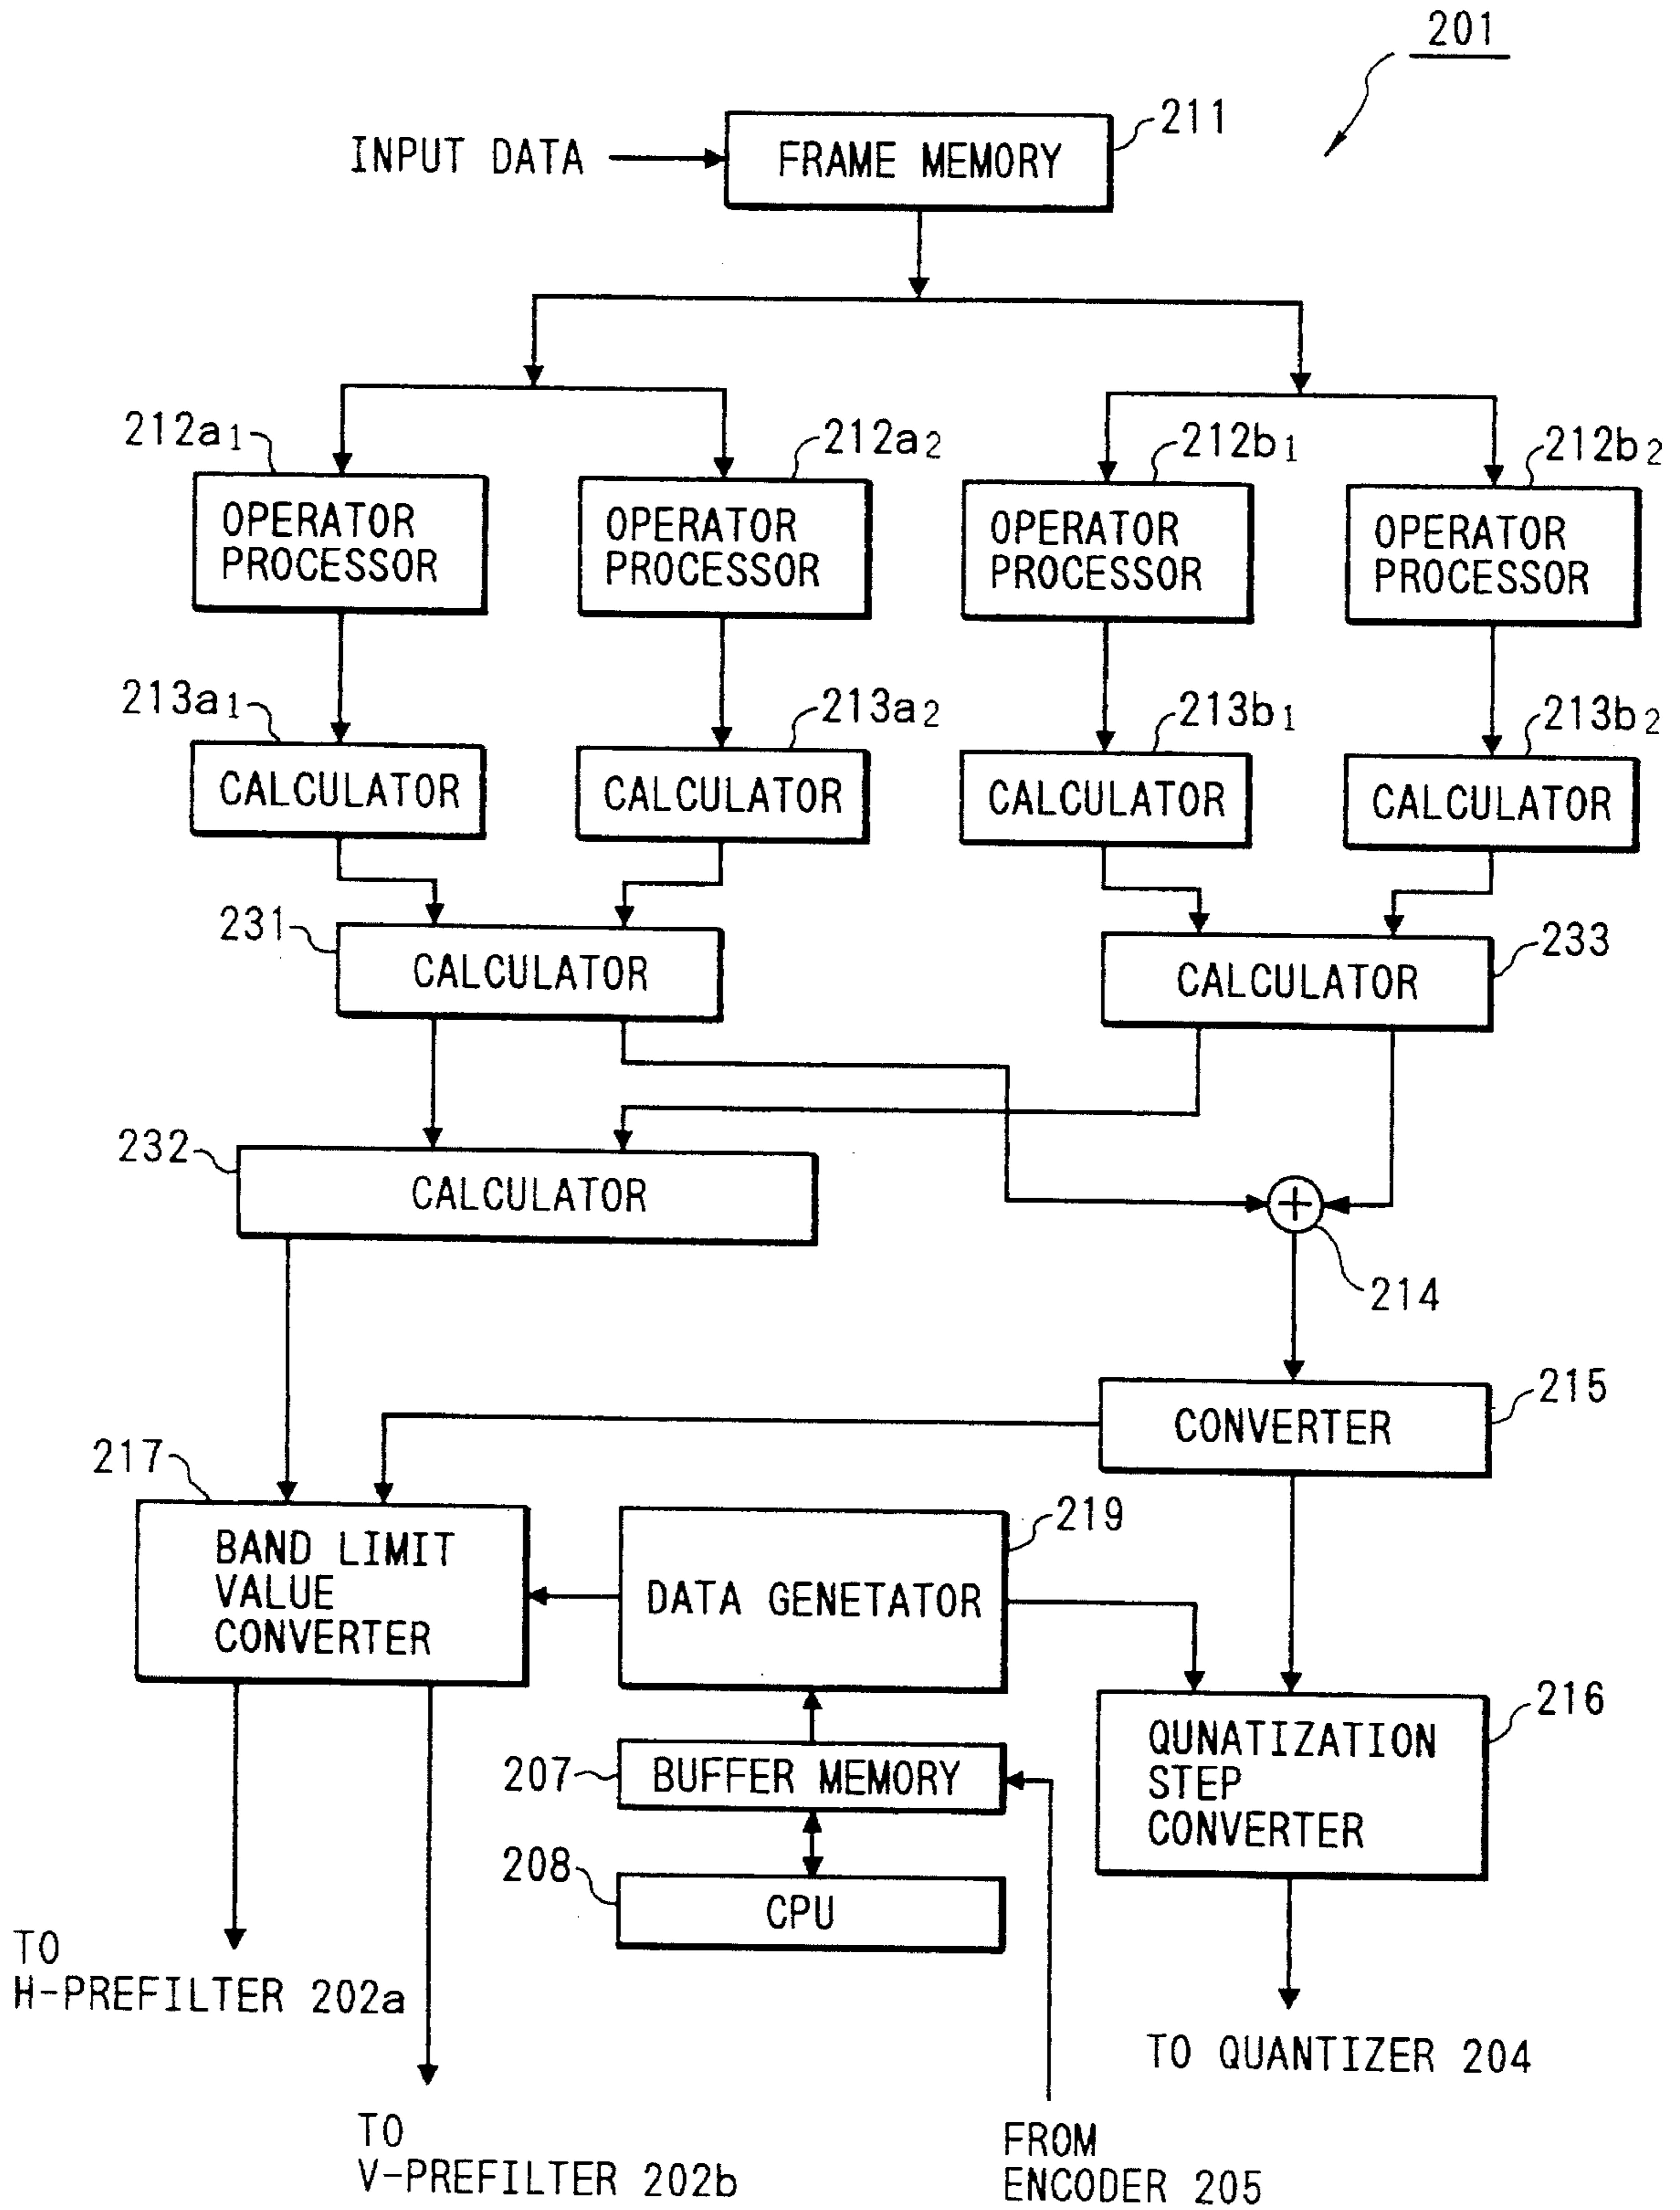 201
211
INPUT DATA
FRAME MEMORY
212a1
212a2
212b1
212b2
OPERATOR
PROCESSOR
OPERATOR
PROCESSOR
OPERATOR
PROCESSOR
OPERATOR
PROCESSOR
213a1
213a2
213b1
213b2
CALCULATOR
CALCULATOR
CALCULATOR
CALCULATOR
231
CALCULATOR
233
CALCULATOR
232
CALCULATOR
+
214
215
CONVERTER
217
BAND LIMIT
VALUE
CONVERTER
219
DATA GENETATOR
216
QUNATIZATION
STEP
CONVERTER
207
BUFFER MEMORY
208
CPU
TO
H-PREFILTER 202a
TO QUANTIZER 204
TO
V-PREFILTER 202b
FROM
ENCODER 205